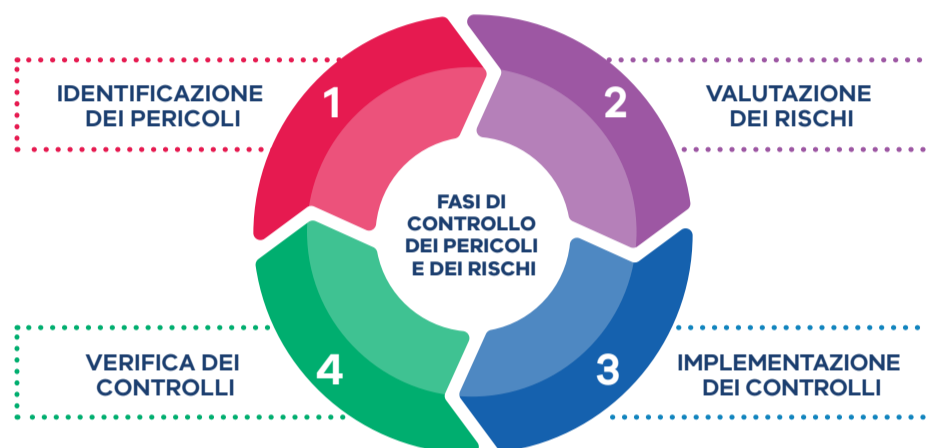 IDENTIFICAZIONE
DEI PERICOLI
1
2
VALUTAZIONE
DEI RISCHI
FASI DI
CONTROLLO
DEI PERICOLI
E DEI RISCHI
VERIFICA DEI
CONTROLLI
4
3
IMPLEMENTAZIONE
DEI CONTROLLI